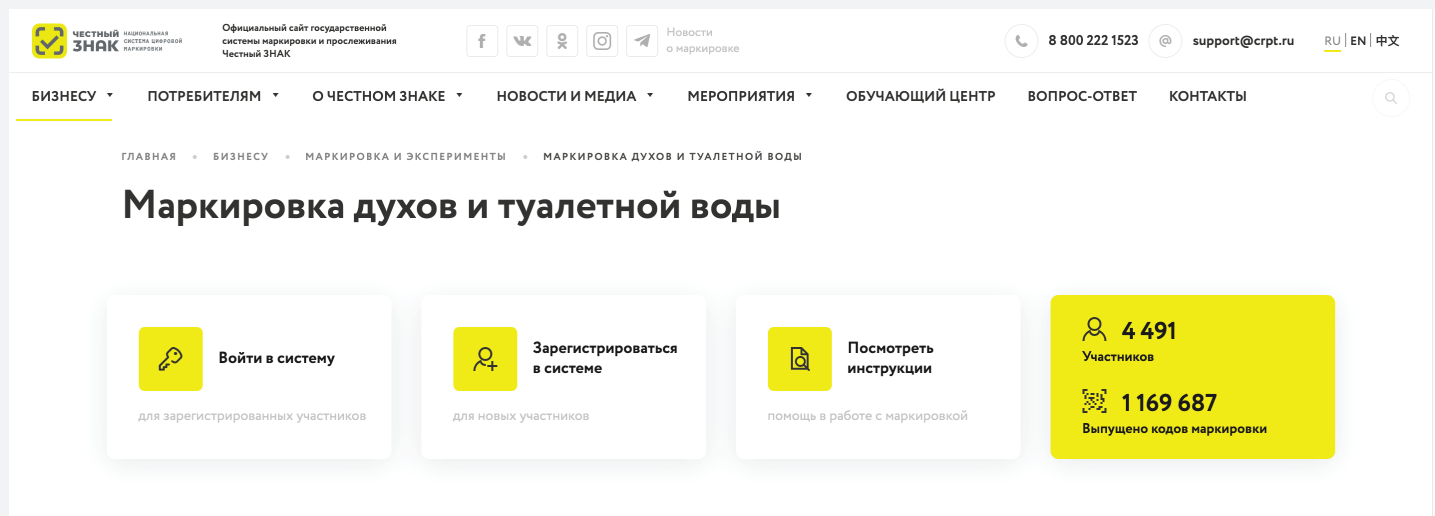 ЧЕСТНЫЙ
ЗНАК
НАЦИОНАЛЬНАЯ
СИСТЕМА ЦИФРОВОЙ
МАРКИРОВКИ
Официальный сайт государственной
системы маркировки и прослеживания
Честный ЗНАК
Новости
о маркировке
8 800 222 1523
support@crpt.ru
RU | EN | 中文
БИЗНЕСУ
ПОТРЕБИТЕЛЯМ
О ЧЕСТНОМ ЗНАКЕ
НОВОСТИ И МЕДИА
МЕРОПРИЯТИЯ
ОБУЧАЮЩИЙ ЦЕНТР
ВОПРОС-ОТВЕТ
КОНТАКТЫ
ГЛАВНАЯ • БИЗНЕСУ • МАРКИРОВКА И ЭКСПЕРИМЕНТЫ • МАРКИРОВКА ДУХОВ И ТУАЛЕТНОЙ ВОДЫ
Маркировка духов и туалетной воды
Войти в систему
для зарегистрированных участников
Зарегистрироваться
в системе
для новых участников
Посмотреть
инструкции
помощь в работе с маркировкой
4 491
Участников
1 169 687
Выпущено кодов маркировки